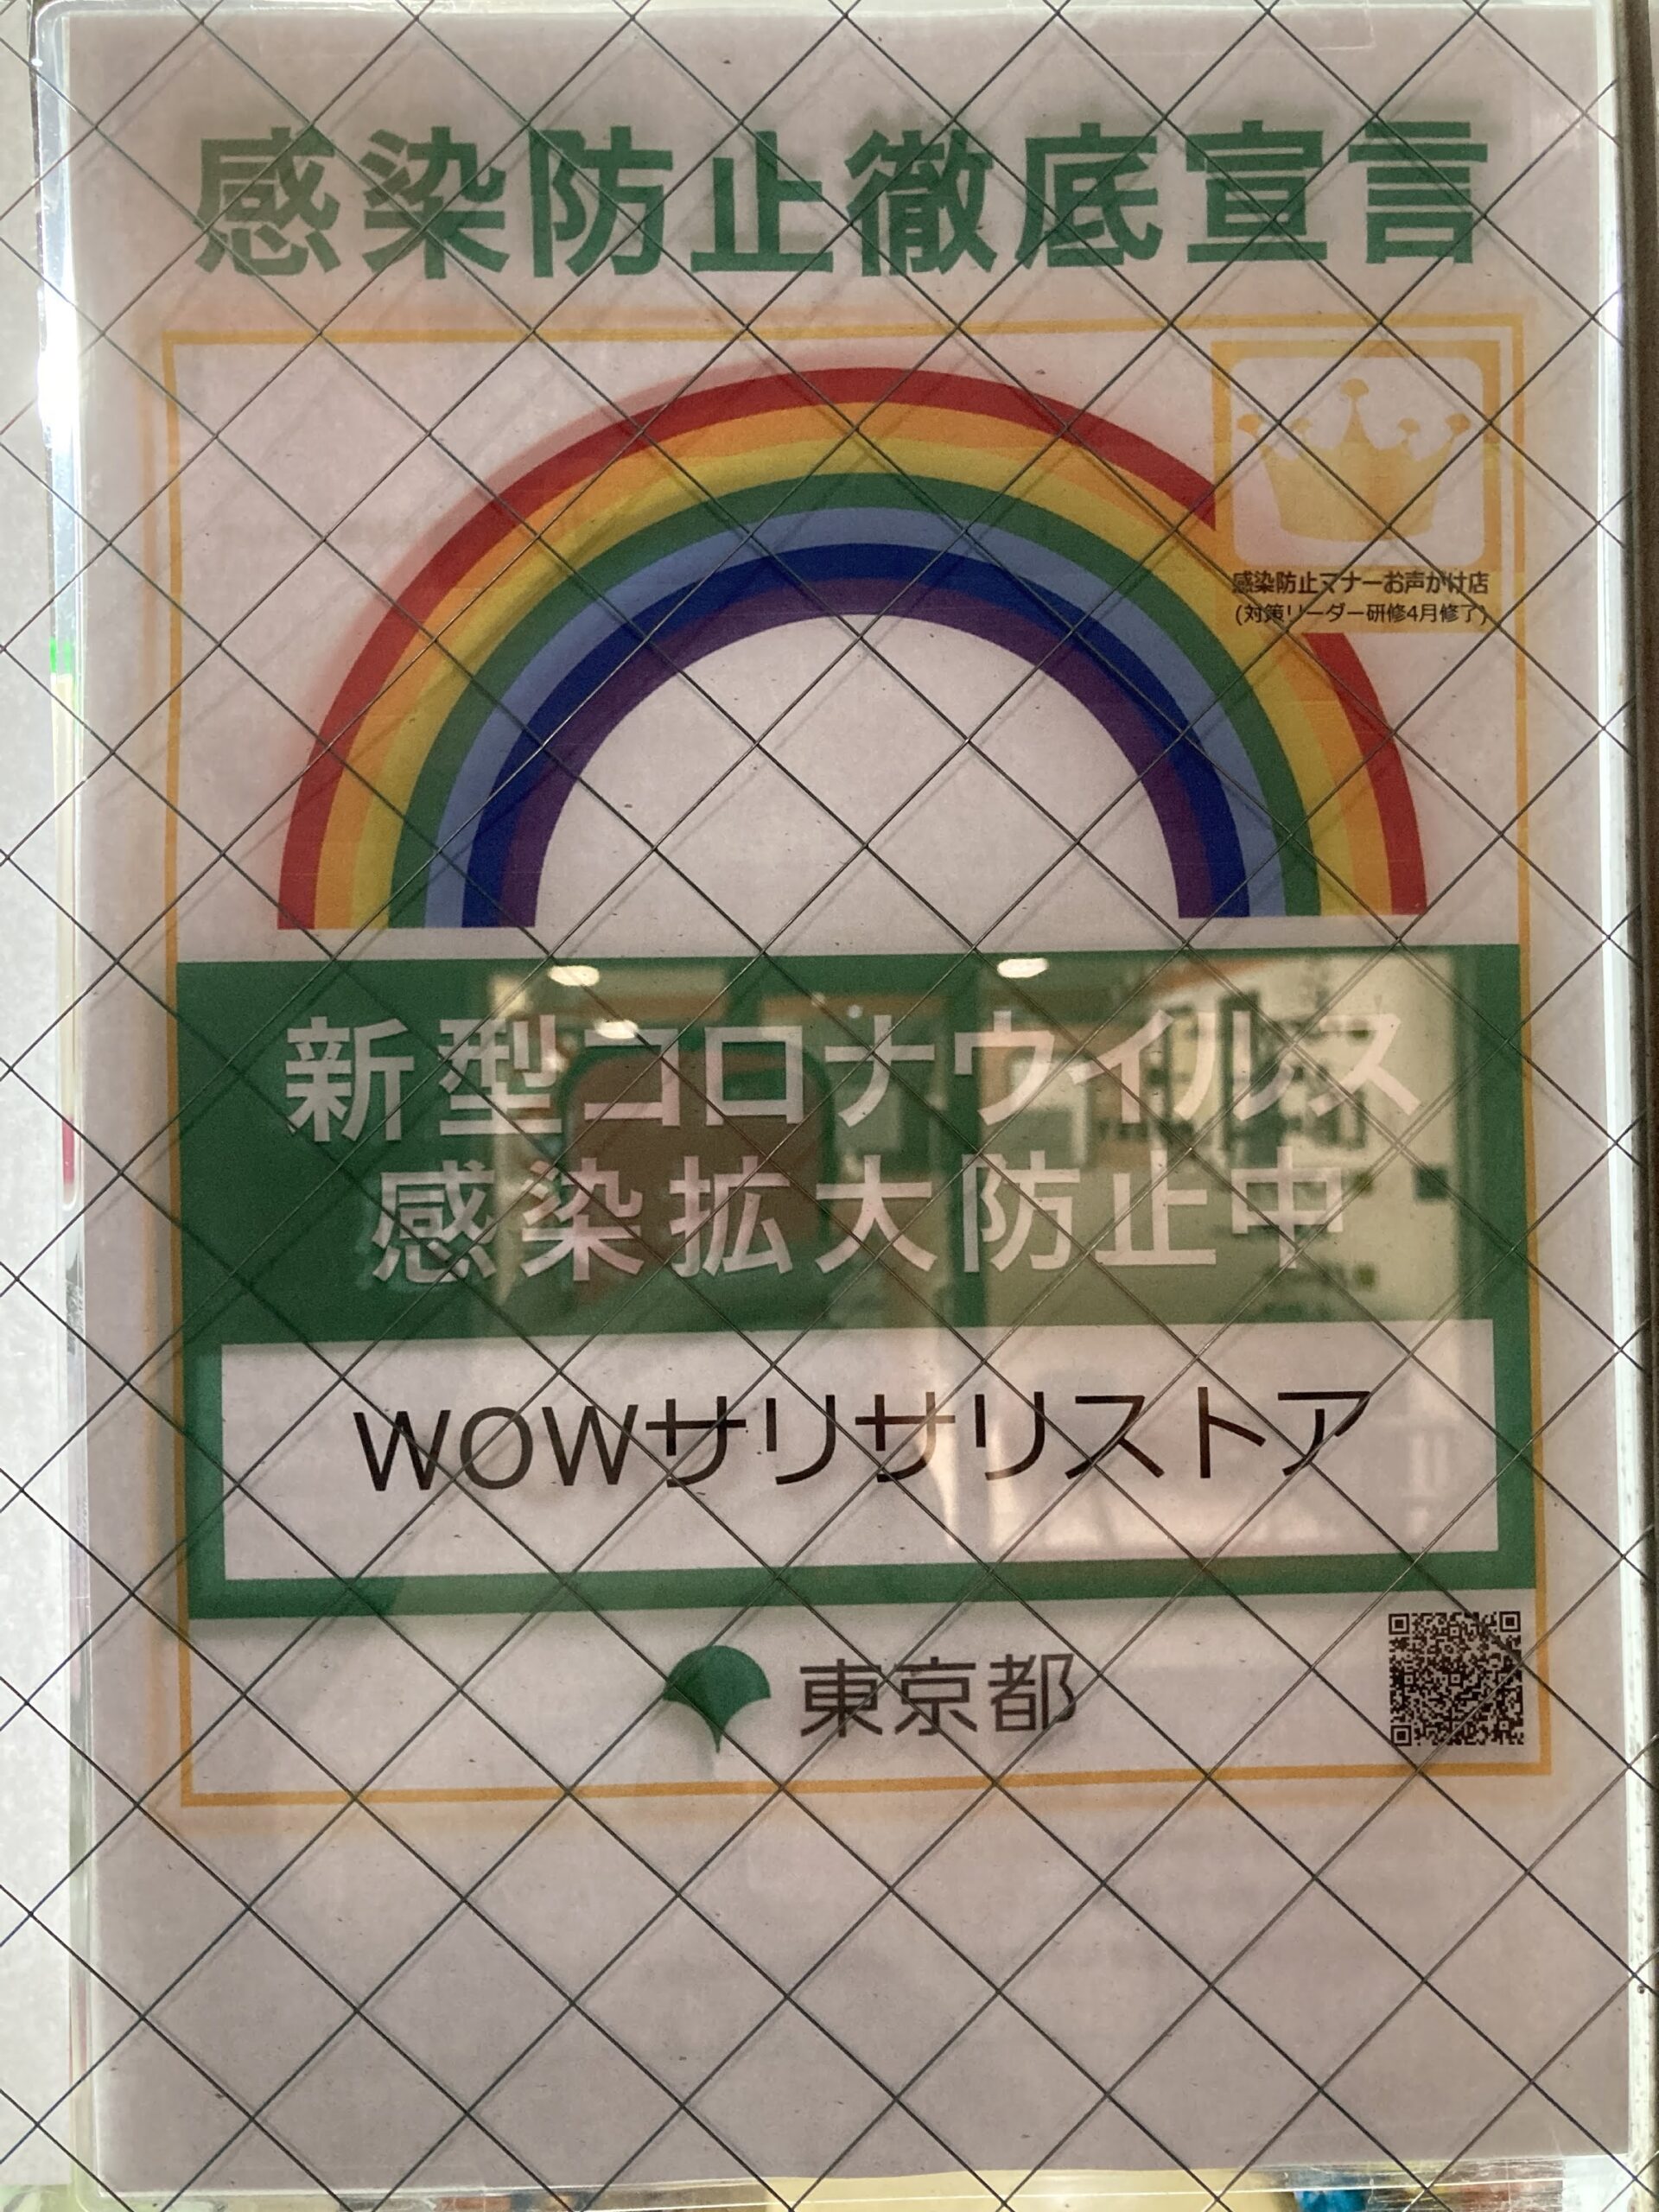 感染防止徹底宣言
感染防止マナーお声がけ店
(対策リーダー研修4月修了)
新型コロナウイルス
感染拡大防止中
WOWサリサリストア
東京都